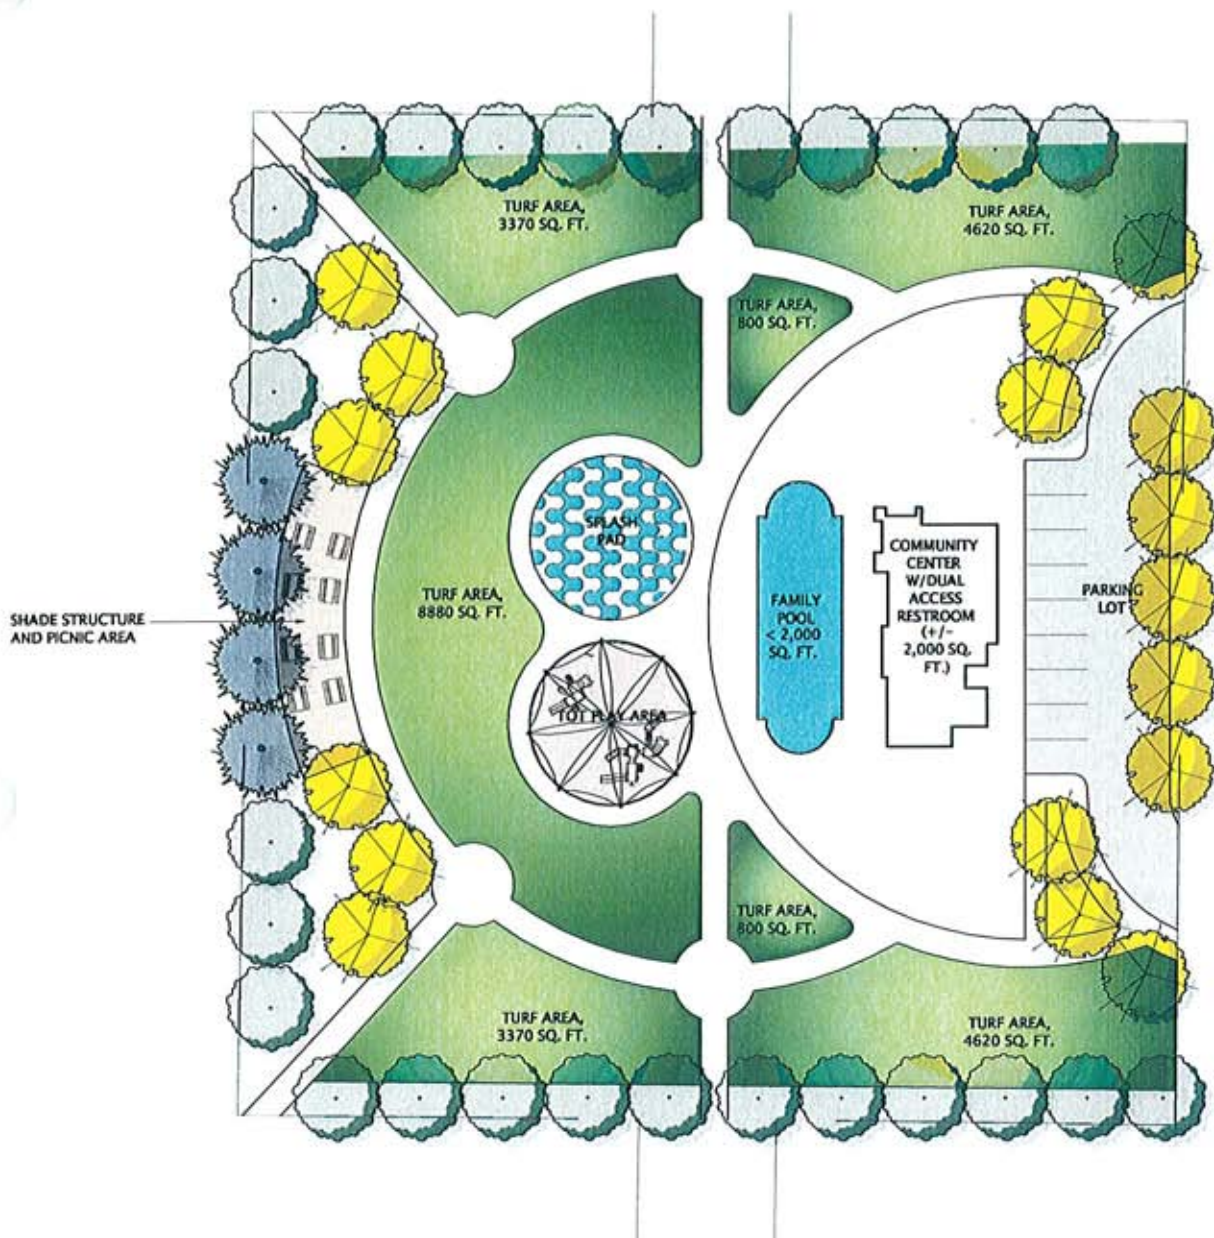 TURF AREA,
3370 SQ. FT.
TURF AREA,
4620 SQ. FT.
TURF AREA,
800 SQ. FT.
SPLASH
PAD
COMMUNITY
CENTER
W/DUAL
ACCESS
RESTROOM
(+/-
2,000 SQ.
FT.)
TURF AREA,
8880 SQ. FT.
FAMILY
POOL
< 2,000
SQ. FT.
PARKING
LOT
SHADE STRUCTURE
AND PICNIC AREA
TOT PLAY AREA
TURF AREA,
800 SQ. FT.
TURF AREA,
3370 SQ. FT.
TURF AREA,
4620 SQ. FT.